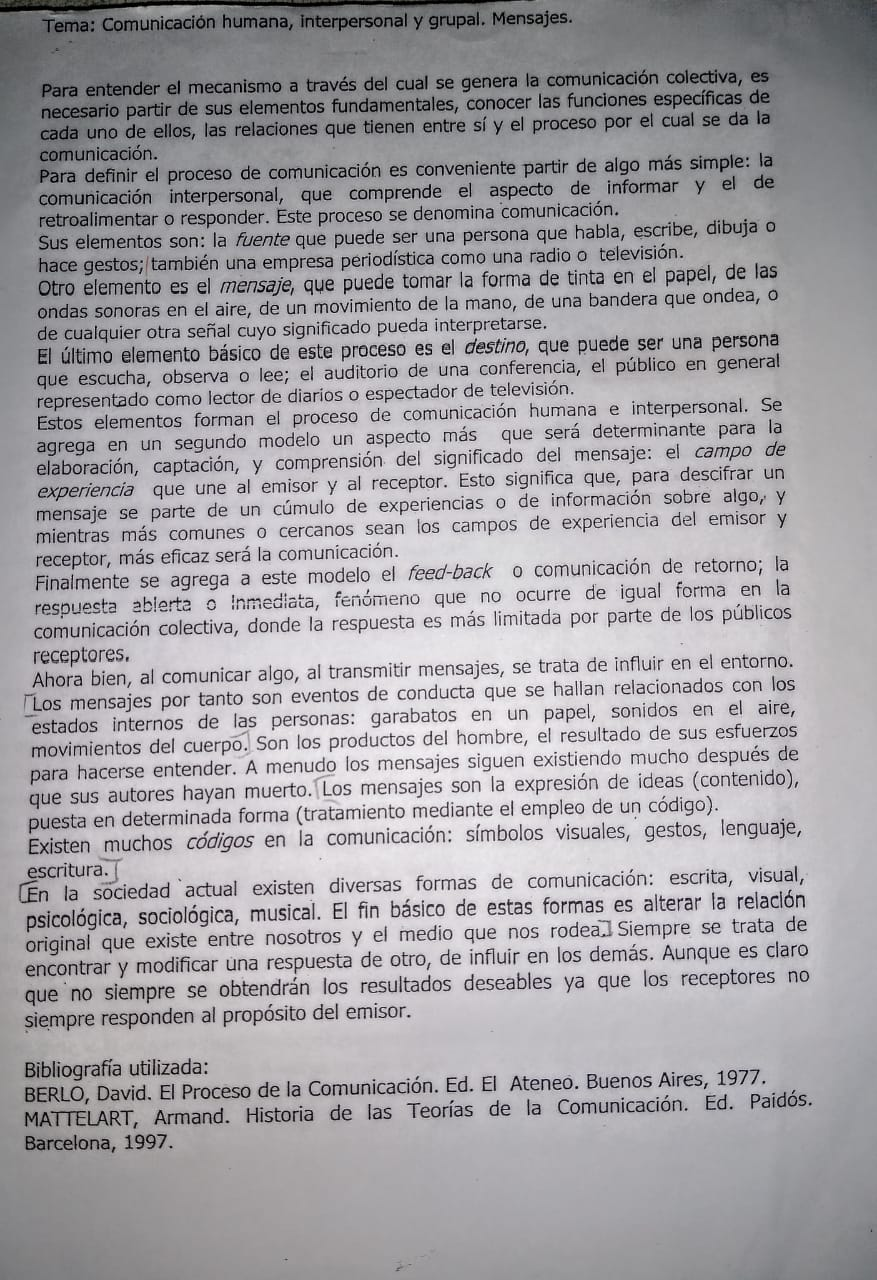 Tema: Comunicación humana, interpersonal y grupal. Mensajes.
Para entender el mecanismo a través del cual se genera la comunicación colectiva, es
necesario partir de sus elementos fundamentales, conocer las funciones específicas de
cada uno de ellos, las relaciones que tienen entre sí y el proceso por el cual se da la
comunicación.
Para definir el proceso de comunicación es conveniente partir de algo más simple: la
comunicación interpersonal, que comprende el aspecto de informar y el de
retroalimentar o responder. Este proceso se denomina comunicación.
Sus elementos son: la fuente que puede ser una persona que habla, escribe, dibuja o
hace gestos; también una empresa periodística como una radio o televisión.
Otro elemento es el mensaje, que puede tomar la forma de tinta en el papel, de las
ondas sonoras en el aire, de un movimiento de la mano, de una bandera que ondea, o
de cualquier otra señal cuyo significado pueda interpretarse.
El último elemento básico de este proceso es el destino, que puede ser una persona
que escucha, observa o lee; el auditorio de una conferencia, el público en general
representado como lector de diarios o espectador de televisión.
Estos elementos forman el proceso de comunicación humana e interpersonal. Se
agrega en un segundo modelo un aspecto más que será determinante para la
elaboración, captación, y comprensión del significado del mensaje: el campo de
experiencia que une al emisor y al receptor. Esto significa que, para descifrar un
mensaje se parte de un cúmulo de experiencias o de información sobre algo, y
mientras más comunes o cercanos sean los campos de experiencia del emisor y
receptor, más eficaz será la comunicación.
Finalmente se agrega a este modelo el feed-back o comunicación de retorno; la
respuesta abierta o inmediata, fenómeno que no ocurre de igual forma en la
comunicación colectiva, donde la respuesta es más limitada por parte de los públicos
receptores.
Ahora bien, al comunicar algo, al transmitir mensajes, se trata de influir en el entorno.
Los mensajes por tanto son eventos de conducta que se hallan relacionados con los
estados internos de las personas: garabatos en un papel, sonidos en el aire,
movimientos del cuerpo. Son los productos del hombre, el resultado de sus esfuerzos
para hacerse entender. A menudo los mensajes siguen existiendo mucho después de
que sus autores hayan muerto. Los mensajes son la expresión de ideas (contenido),
puesta en determinada forma (tratamiento mediante el empleo de un código).
Existen muchos códigos en la comunicación: símbolos visuales, gestos, lenguaje,
escritura.
En la sociedad actual existen diversas formas de comunicación: escrita, visual,
psicológica, sociológica, musical. El fin básico de estas formas es alterar la relación
original que existe entre nosotros y el medio que nos rodea. Siempre se trata de
encontrar y modificar una respuesta de otro, de influir en los demás. Aunque es claro
que no siempre se obtendrán los resultados deseables ya que los receptores no
siempre responden al propósito del emisor.
Bibliografía utilizada:
BERLO, David. El Proceso de la Comunicación. Ed. El Ateneo. Buenos Aires, 1977.
MATTELART, Armand. Historia de las Teorías de la Comunicación. Ed. Paidós.
Barcelona, 1997.